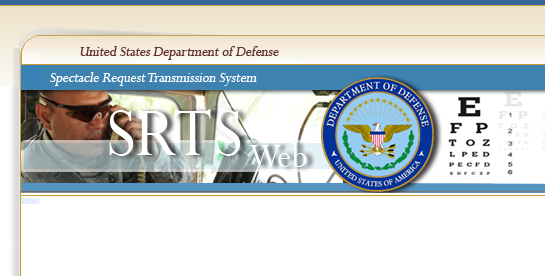 United States Department of Defense
Spectacle Request Transmission System
SRTS
Web
DEPARTMENT OF DEFENSE
UNITED STATES OF AMERICA
E
F P 1
T O Z 2
L P E D 3
P E C F D 4
E D F C Z P 5
6